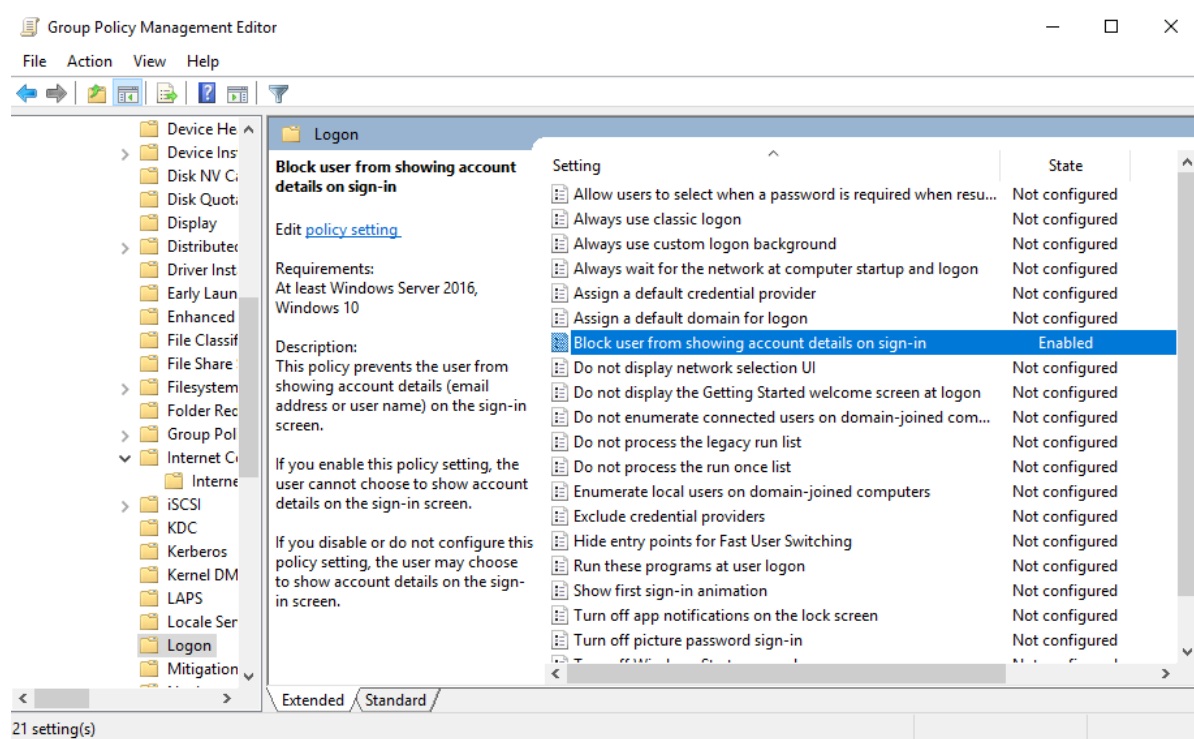 Group Policy Management Editor
File Action View Help
Device He
Device Ins
Disk NV Ca
Disk Quota
Display
Distributed
Driver Inst
Early Laun
Enhanced
File Classif
File Share
Filesystem
Folder Rec
Group Pol
Internet Co
Interne
iSCSI
KDC
Kerberos
Kernel DM
LAPS
Locale Ser
Logon
Mitigation
Logon
Block user from showing account
details on sign-in
Edit policy setting
Requirements:
At least Windows Server 2016,
Windows 10
Description:
This policy prevents the user from
showing account details (email
address or user name) on the sign-in
screen.
If you enable this policy setting, the
user cannot choose to show account
details on the sign-in screen.
If you disable or do not configure this
policy setting, the user may choose
to show account details on the sign-
in screen.
Setting State
Allow users to select when a password is required when resu... Not configured
Always use classic logon Not configured
Always use custom logon background Not configured
Always wait for the network at computer startup and logon Not configured
Assign a default credential provider Not configured
Assign a default domain for logon Not configured
Block user from showing account details on sign-in Enabled
Do not display network selection UI Not configured
Do not display the Getting Started welcome screen at logon Not configured
Do not enumerate connected users on domain-joined com... Not configured
Do not process the legacy run list Not configured
Do not process the run once list Not configured
Enumerate local users on domain-joined computers Not configured
Exclude credential providers Not configured
Hide entry points for Fast User Switching Not configured
Run these programs at user logon Not configured
Show first sign-in animation Not configured
Turn off app notifications on the lock screen Not configured
Turn off picture password sign-in Not configured
Extended Standard
21 setting(s)